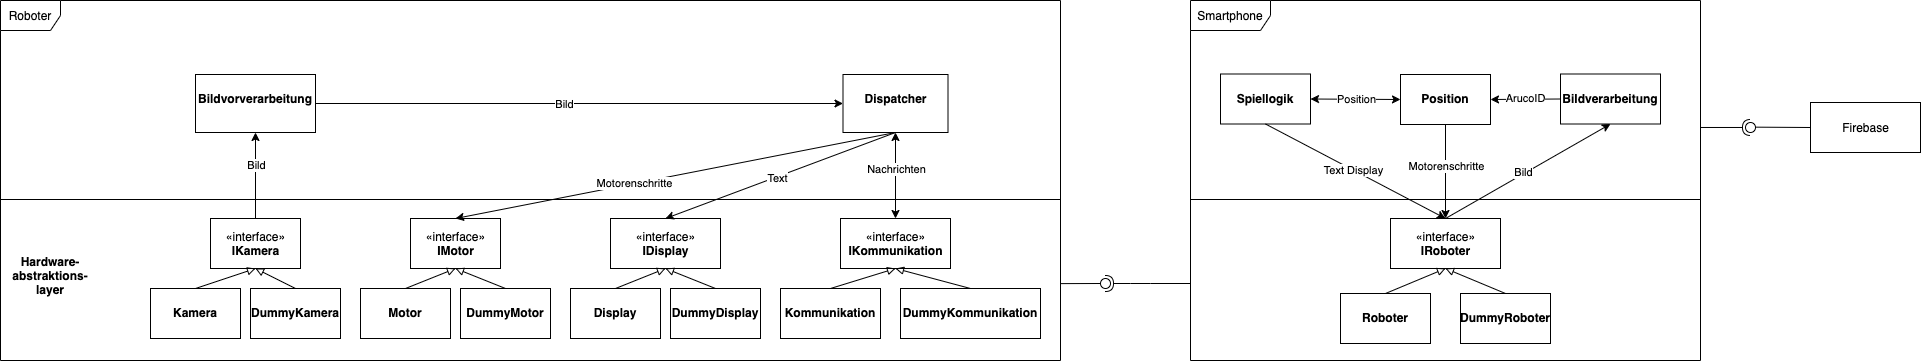 Roboter
Smartphone
Bildvorverarbeitung
Bild
Dispatcher
Spiellogik
Position
Position
ArucoID
Bildverarbeitung
Firebase
Bild
Motorenschritte
Text
Nachrichten
Text Display
Motorenschritte
Bild
Hardware-
abstraktions-
layer
«interface»
IKamera
«interface»
IMotor
«interface»
IDisplay
«interface»
IKommunikation
«interface»
IRoboter
Kamera
DummyKamera
Motor
DummyMotor
Display
DummyDisplay
Kommunikation
DummyKommunikation
Roboter
DummyRoboter